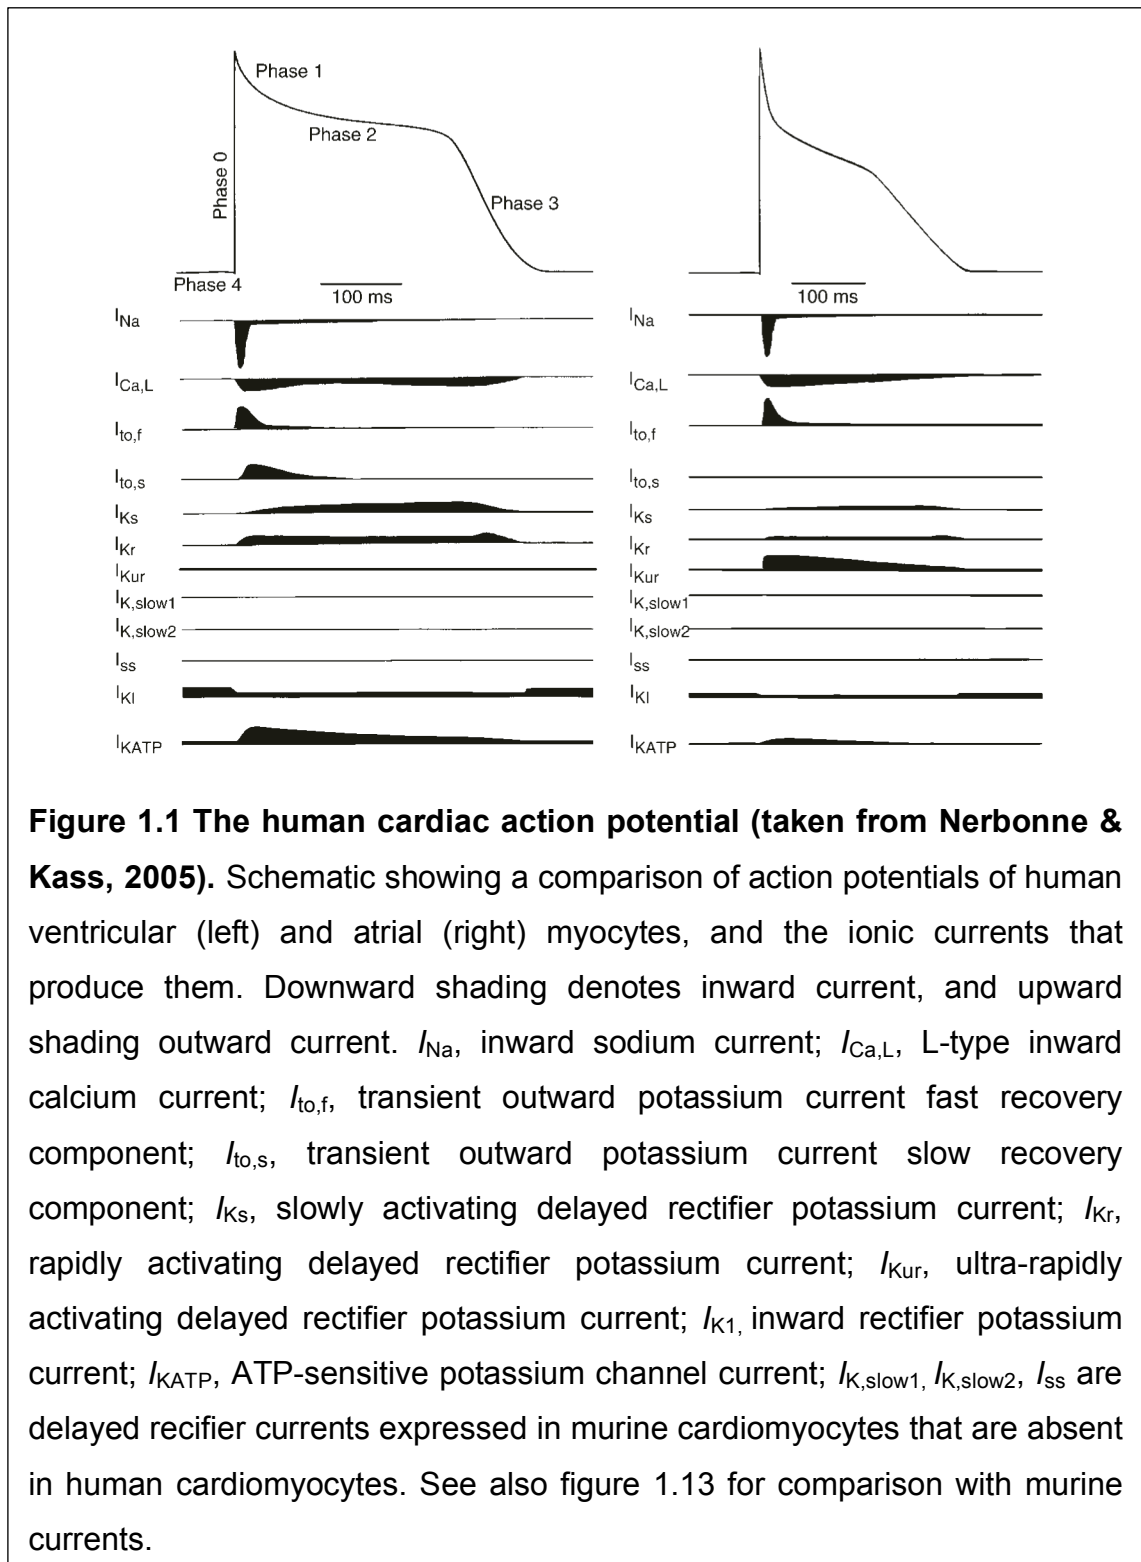 Phase 1
Phase 2
Phase 0
Phase 3
Phase 4
100 ms
100 ms
INa
INa
ICa,L
ICa,L
Ito,f
Ito,f
Ito,s
Ito,s
IKs
IKs
IKr
IKr
IKur
IKur
IK,slow1
IK,slow1
IK,slow2
IK,slow2
Iss
Iss
IKI
IKI
IKATP
IKATP
Figure 1.1 The human cardiac action potential (taken from Nerbonne &
Kass, 2005). Schematic showing a comparison of action potentials of human
ventricular (left) and atrial (right) myocytes, and the ionic currents that
produce them. Downward shading denotes inward current, and upward
shading outward current. INa, inward sodium current; ICa,L, L-type inward
calcium current; Ito,f, transient outward potassium current fast recovery
component; Ito,s, transient outward potassium current slow recovery
component; IKs, slowly activating delayed rectifier potassium current; IKr,
rapidly activating delayed rectifier potassium current; IKur, ultra-rapidly
activating delayed rectifier potassium current; IK1, inward rectifier potassium
current; IKATP, ATP-sensitive potassium channel current; IK,slow1, IK,slow2, Iss are
delayed recifier currents expressed in murine cardiomyocytes that are absent
in human cardiomyocytes. See also figure 1.13 for comparison with murine
currents.